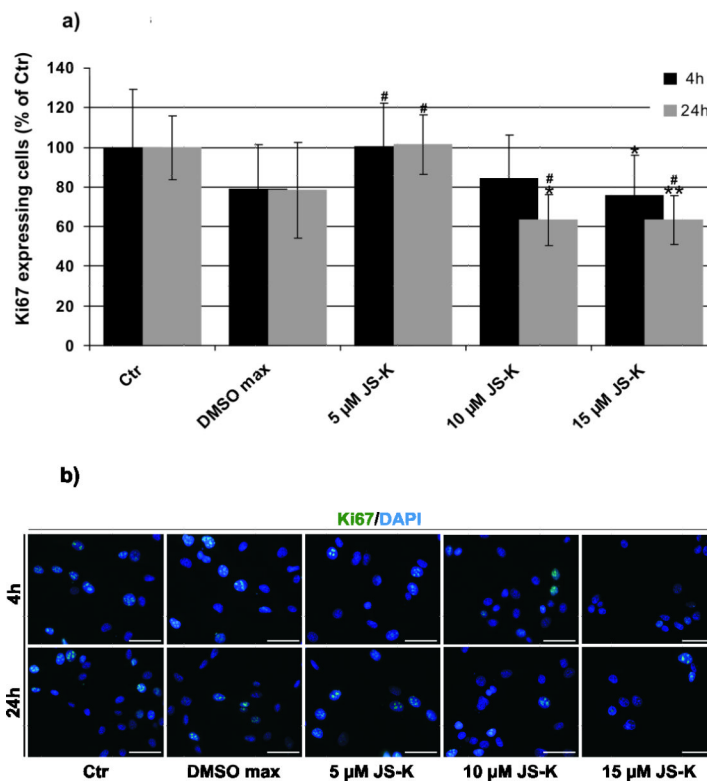 a)
Ki67 expressing cells (% of Ctr)
140
120
100
80
60
40
20
0
4h
24h
#
#
#
*
*
#
**
Ctr
DMSO max
5 µM JS-K
10 µM JS-K
15 µM JS-K
b)
Ki67/DAPI
4h
24h
Ctr
DMSO max
5 µM JS-K
10 µM JS-K
15 µM JS-K